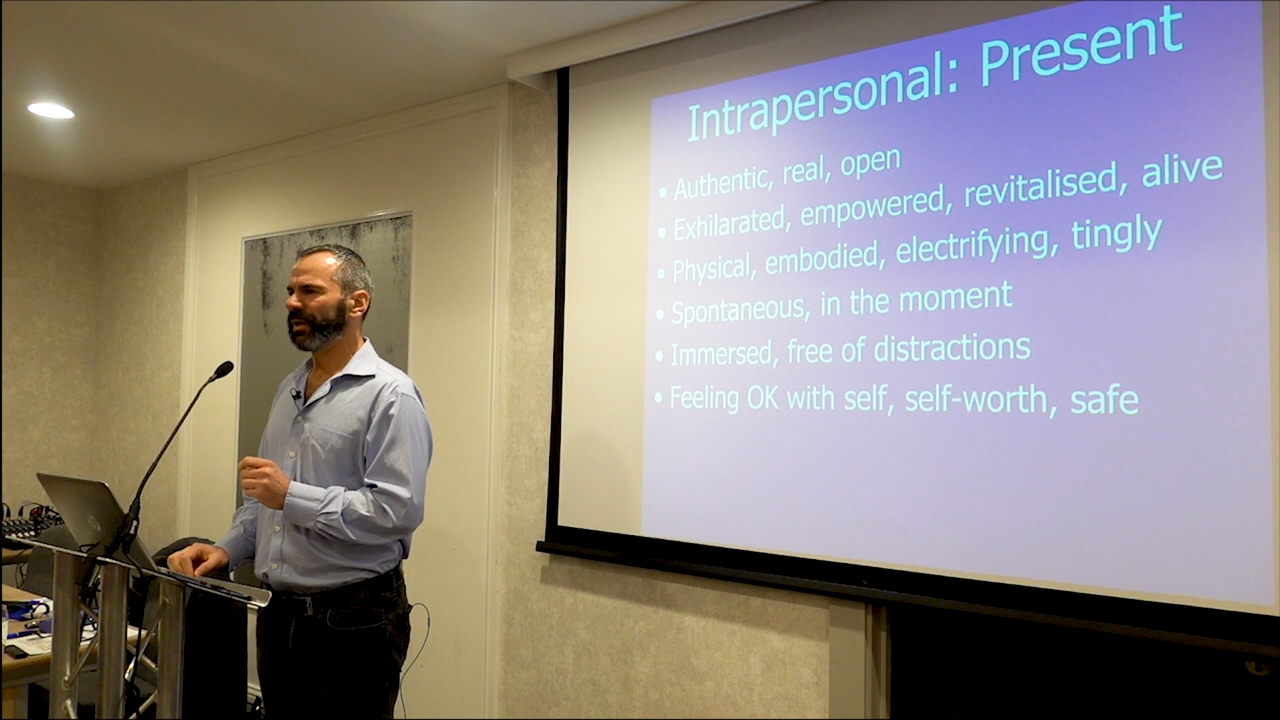 Intrapersonal: Present
• Authentic, real, open
• Exhilarated, empowered, revitalised, alive
• Physical, embodied, electrifying, tingly
• Spontaneous, in the moment
• Immersed, free of distractions
• Feeling OK with self, self-worth, safe